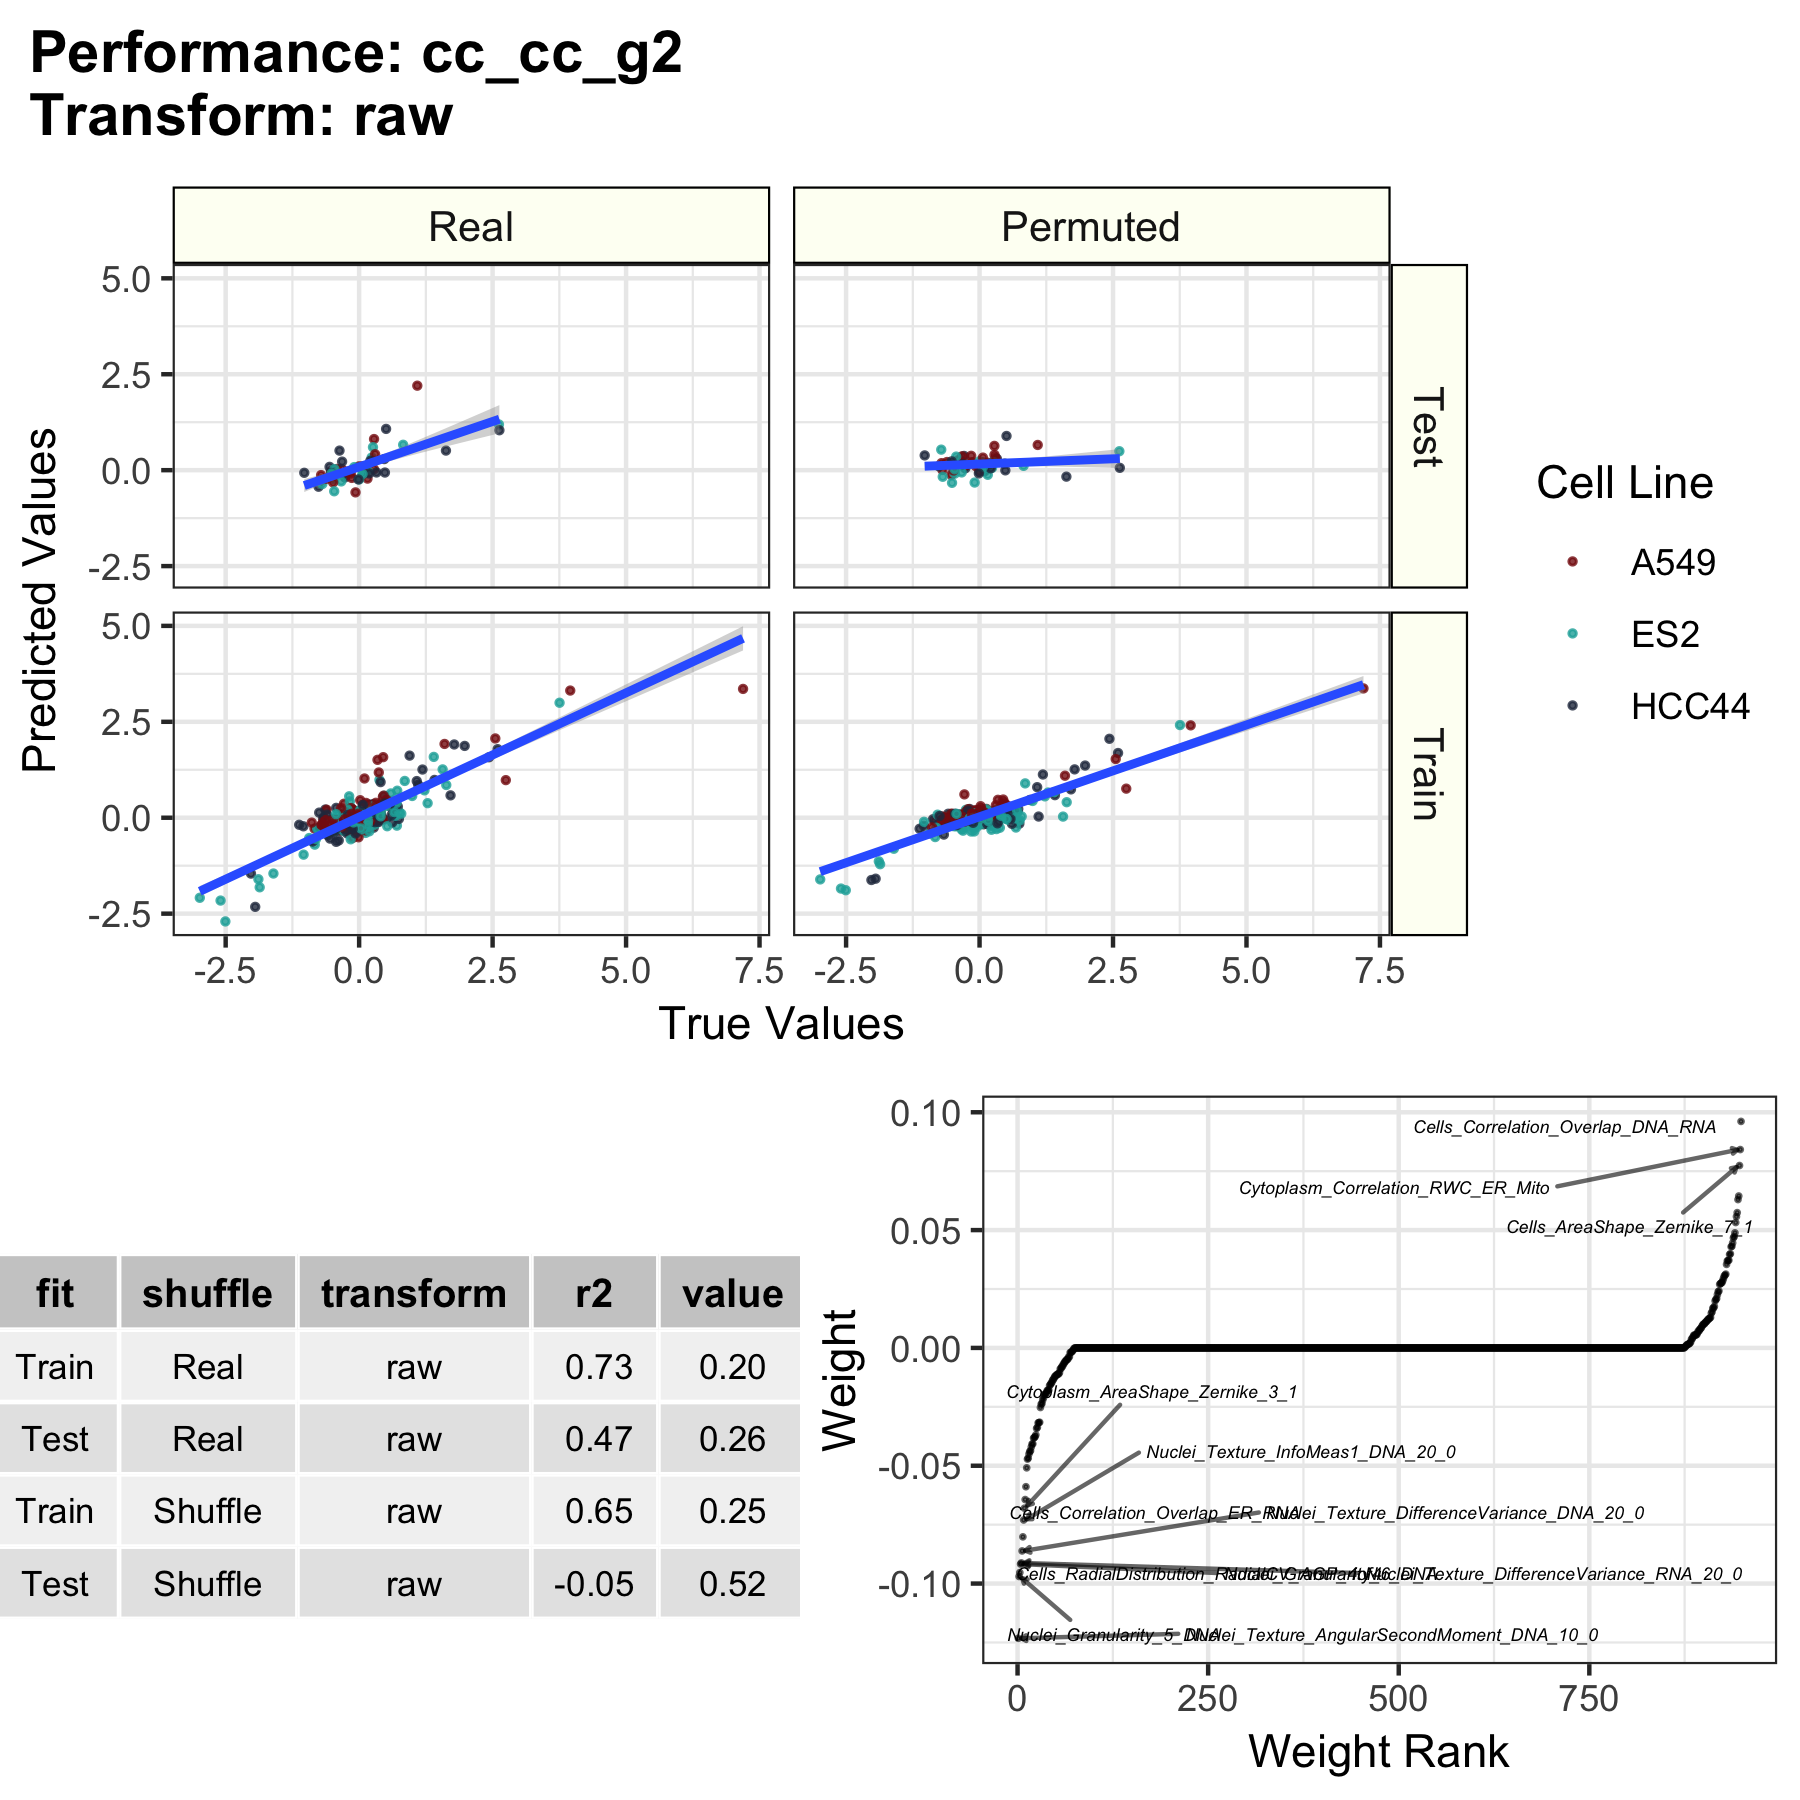 Performance: cc_cc_g2
Transform: raw
Real
Permuted
5.0
2.5
0.0
-2.5
Test
5.0
2.5
0.0
-2.5
Train
Predicted Values
-2.5 0.0 2.5 5.0 7.5
-2.5 0.0 2.5 5.0 7.5
True Values
Cell Line
A549
ES2
HCC44
fit shuffle transform r2 value
Train Real raw 0.73 0.20
Test Real raw 0.47 0.26
Train Shuffle raw 0.65 0.25
Test Shuffle raw -0.05 0.52
Weight
0.10
0.05
0.00
-0.05
-0.10
Cells_Correlation_Overlap_DNA_RNA
Cytoplasm_Correlation_RWC_ER_Mito
Cells_AreaShape_Zernike_7_1
Cytoplasm_AreaShape_Zernike_3_1
Nuclei_Texture_InfoMeas1_DNA_20_0
Cells_Correlation_Overlap_ER_RNA
Nuclei_Texture_DifferenceVariance_DNA_20_0
Nuclei_Texture_DifferenceVariance_RNA_20_0
Nuclei_Granularity_5_DNA
Nuclei_Texture_AngularSecondMoment_DNA_10_0
0 250 500 750
Weight Rank